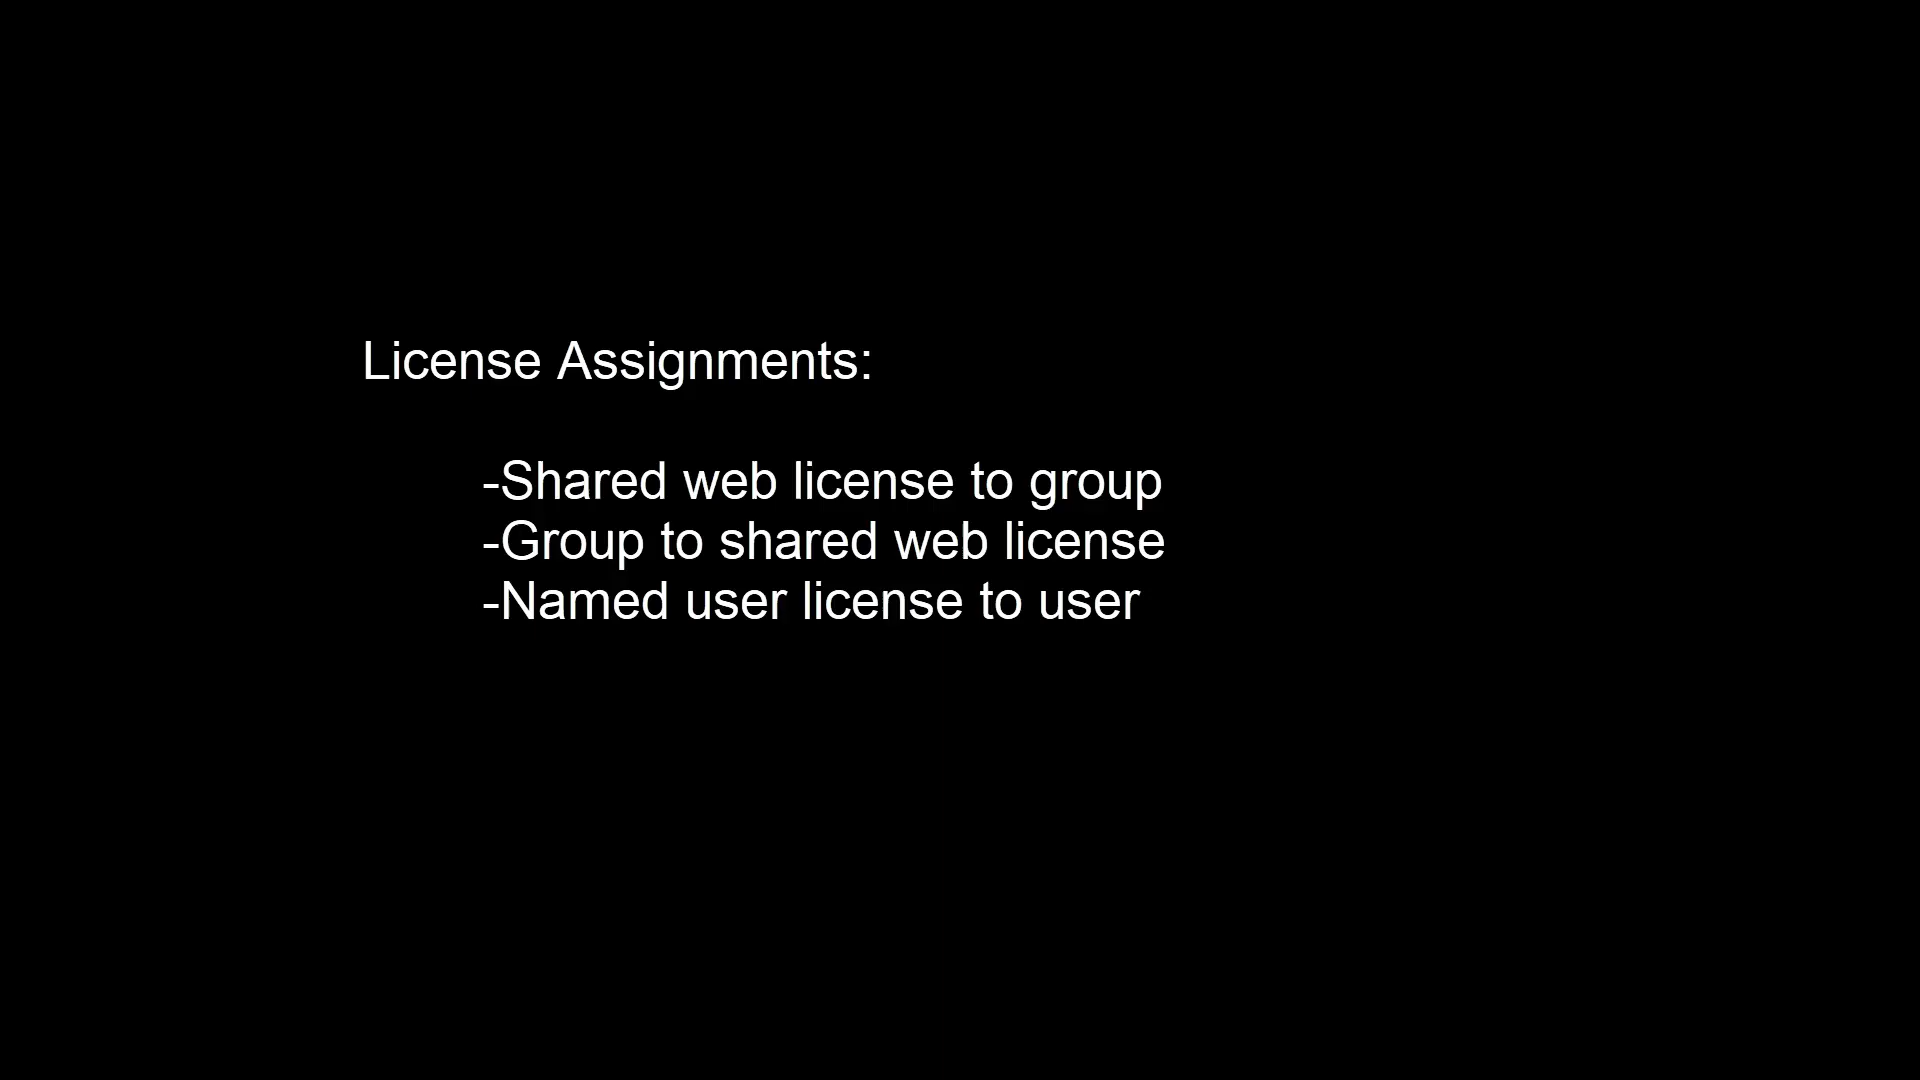 License Assignments:
-Shared web license to group
-Group to shared web license
-Named user license to user